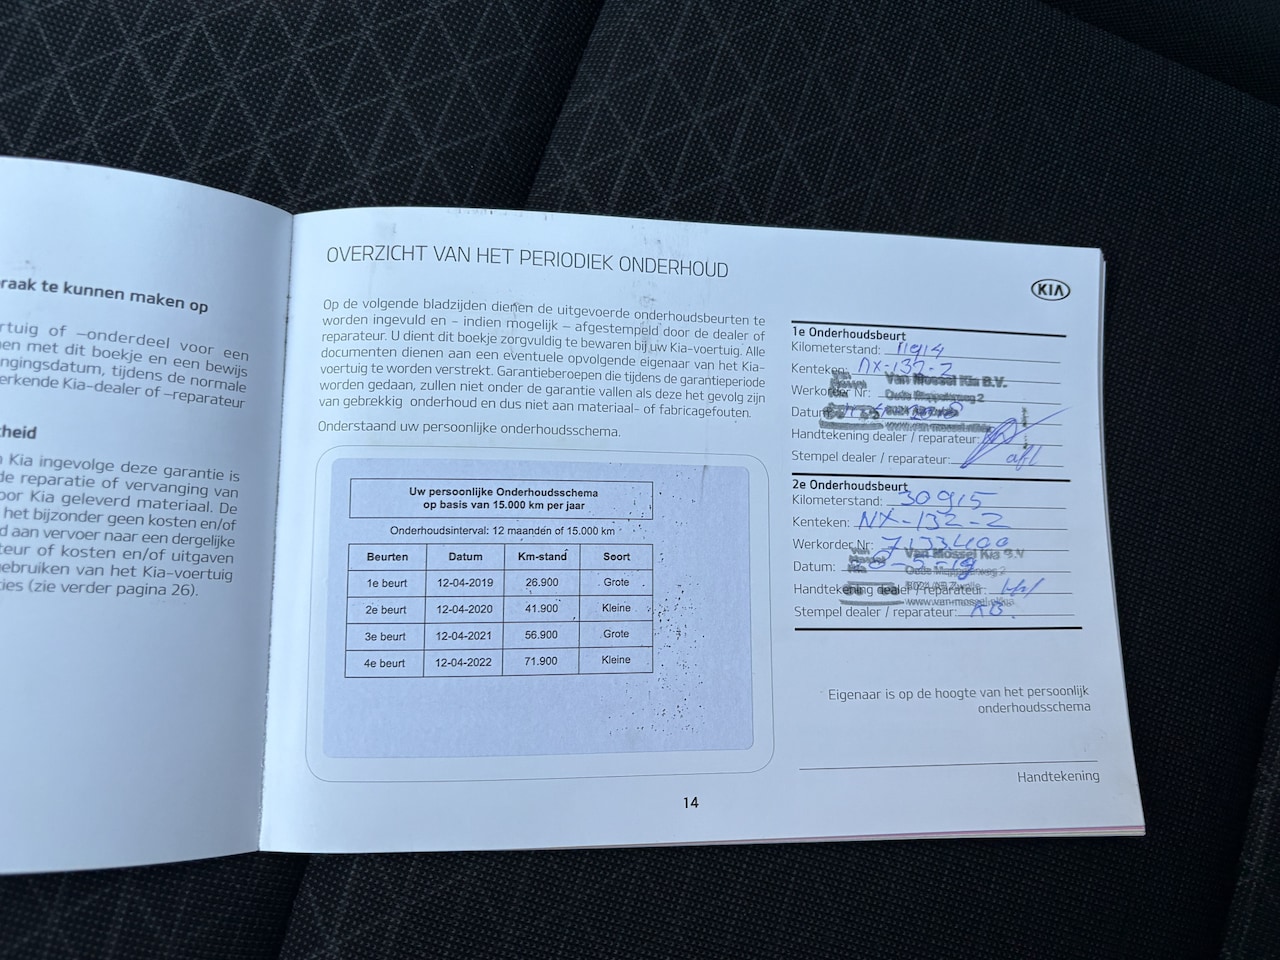 raak te kunnen maken op
rtuig of –onderdeel voor een
en met dit boekje en een bewijs
ngingsdatum, tijdens de normale
erkende Kia-dealer of –reparateur
heid
Kia ingevolge deze garantie is
de reparatie of vervanging van
oor Kia geleverd materiaal. De
het bijzonder geen kosten en/of
d aan vervoer naar een dergelijke
teur of kosten en/of uitgaven
ebruiken van het Kia-voertuig
ties (zie verder pagina 26).
OVERZICHT VAN HET PERIODIEK ONDERHOUD
Op de volgende bladzijden dienen de uitgevoerde onderhoudsbeurten te
worden ingevuld en – indien mogelijk – afgestempeld door de dealer of
reparateur. U dient dit boekje zorgvuldig te bewaren bij uw Kia-voertuig. Alle
documenten dienen aan een eventuele opvolgende eigenaar van het Kia-
voertuig te worden verstrekt. Garantieberoepen die tijdens de garantieperiode
worden gedaan, zullen niet onder de garantie vallen als deze het gevolg zijn
van gebrekkig onderhoud en dus niet aan materiaal- of fabricagefouten.
Onderstaand uw persoonlijke onderhoudsschema.
Uw persoonlijke Onderhoudsschema
op basis van 15.000 km per jaar
Onderhoudsinterval: 12 maanden of 15.000 km
Beurten Datum Km-stand Soort
1e beurt 12-04-2019 26.900 Grote
2e beurt 12-04-2020 41.900 Kleine
3e beurt 12-04-2021 56.900 Grote
4e beurt 12-04-2022 71.900 Kleine
14
KIA
1e Onderhoudsbeurt
Kilometerstand: 11914
Kenteken: NX-132-Z
Werkorder Nr: Van Mossel Kia B.V.
Datum:
www.van-mossel.nl/kia
Handtekening dealer / reparateur:
Stempel dealer / reparateur:
2e Onderhoudsbeurt
Kilometerstand: 30915
Kenteken: NX-132-Z
Werkorder Nr: 7133400
Van Mossel Kia B.V.
Datum:
Handtekening dealer / reparateur:
www.van-mossel.nl/kia
Stempel dealer / reparateur:
Eigenaar is op de hoogte van het persoonlijk
onderhoudsschema
Handtekening